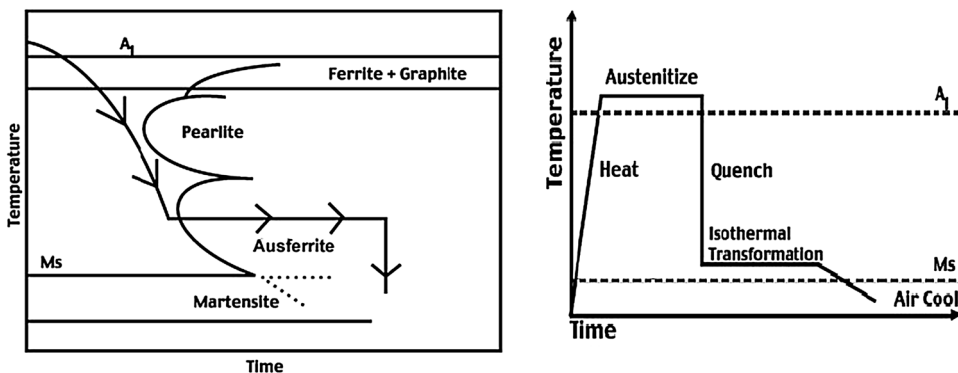 A1
Ferrite + Graphite
Pearlite
Ausferrite
Ms
Martensite
Temperature
Time
Temperature
Austenitize
A1
Heat
Quench
Isothermal
Transformation
Ms
Air Cool
Time